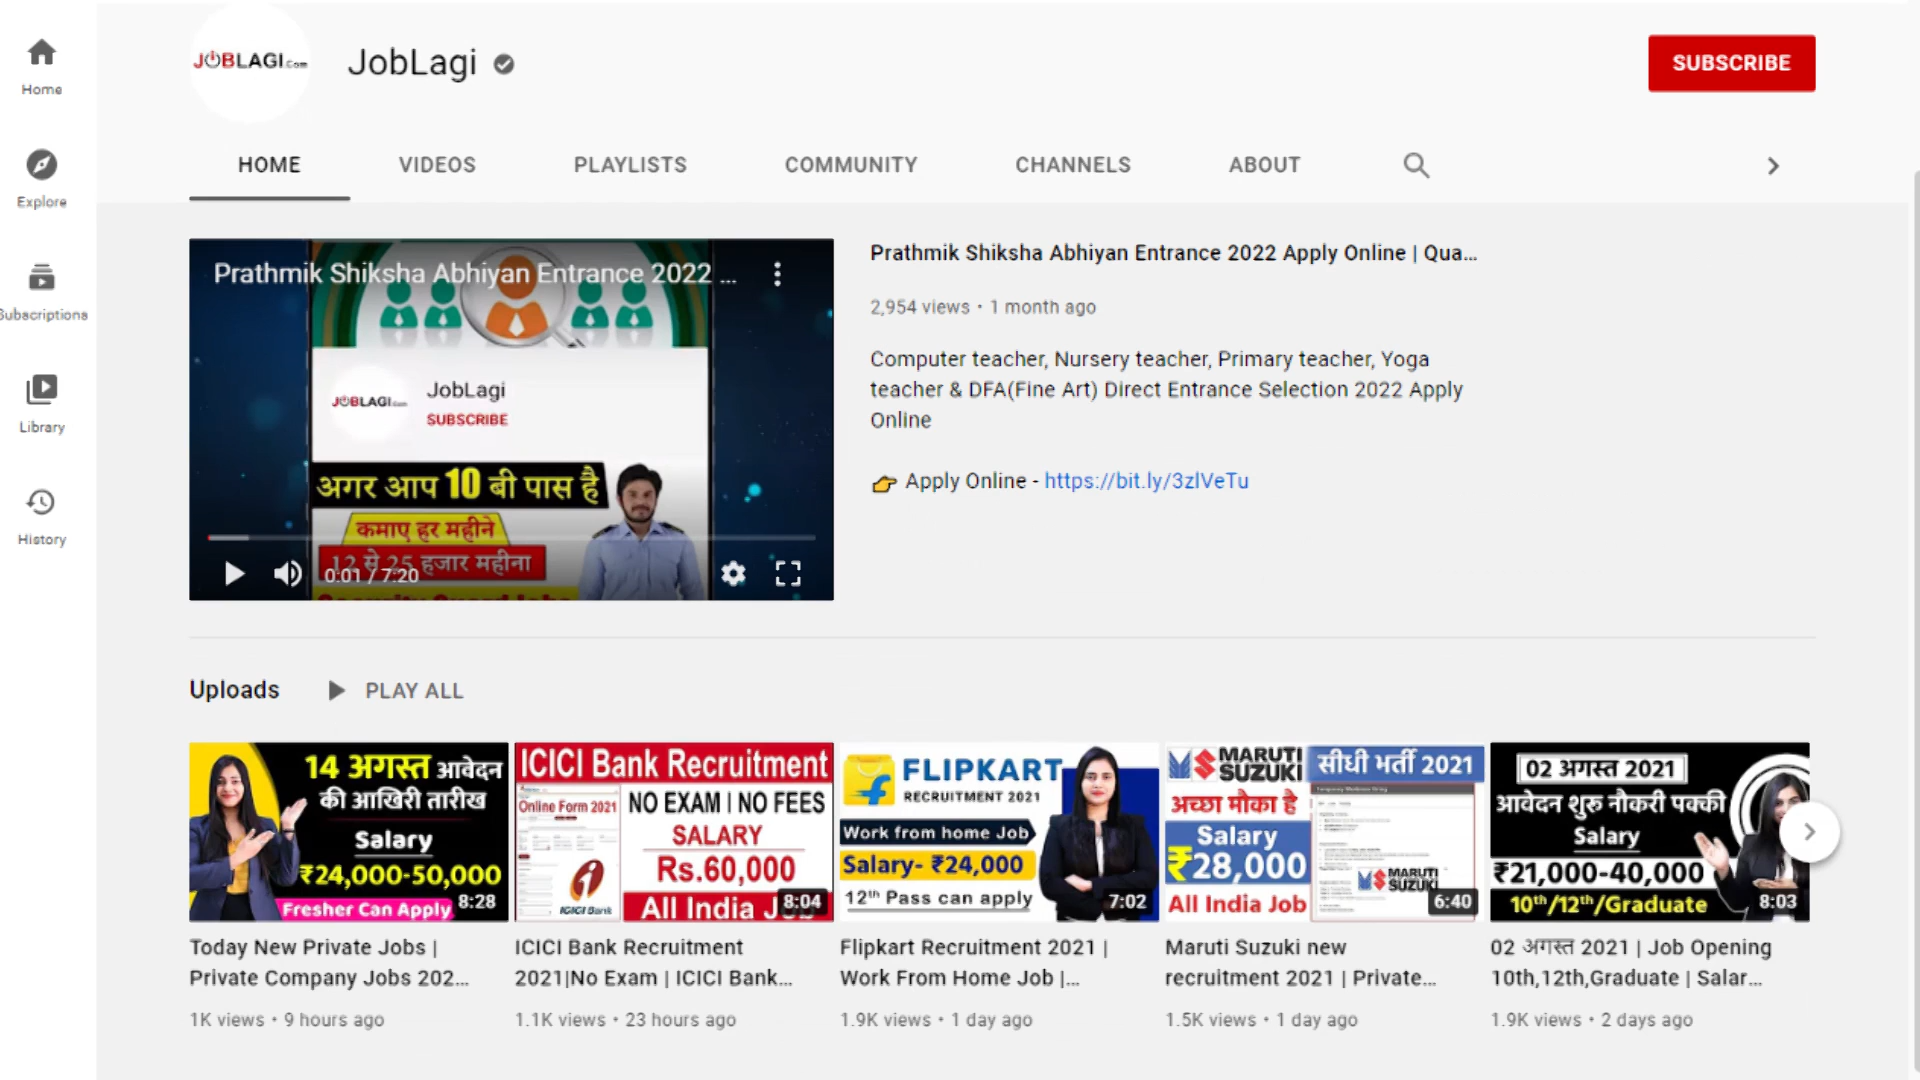 JOBLAGI.Com
JobLagi
SUBSCRIBE
Home
Explore
Subscriptions
Library
History
HOME
VIDEOS
PLAYLISTS
COMMUNITY
CHANNELS
ABOUT
Prathmik Shiksha Abhiyan Entrance 2022 ...
JOBLAGI.Com
JobLagi
SUBSCRIBE
अगर आप 10 बी पास है
कमाए हर महीने
12 से 25 हजार महीना
0:01 / 7:20
Security Guard Jobs
Prathmik Shiksha Abhiyan Entrance 2022 Apply Online | Qua...
2,954 views • 1 month ago
Computer teacher, Nursery teacher, Primary teacher, Yoga
teacher & DFA(Fine Art) Direct Entrance Selection 2022 Apply
Online
👉 Apply Online - https://bit.ly/3zlVeTu
Uploads
PLAY ALL
14 अगस्त आवेदन
की आखिरी तारीख
Salary
₹24,000-50,000
Fresher Can Apply
8:28
Today New Private Jobs |
Private Company Jobs 202...
1K views • 9 hours ago
ICICI Bank Recruitment
Online Form 2021
NO EXAM | NO FEES
SALARY
Rs.60,000
ICICI Bank
All India
8:04
ICICI Bank Recruitment
2021|No Exam | ICICI Bank...
1.1K views • 23 hours ago
FLIPKART
RECRUITMENT 2021
Work from home Job
Salary- ₹24,000
12th Pass can apply
7:02
Flipkart Recruitment 2021 |
Work From Home Job |...
1.9K views • 1 day ago
MARUTI
SUZUKI
सीधी भर्ती 2021
अच्छा मौका है
Salary
₹28,000
MARUTI
SUZUKI
All India Job
6:40
Maruti Suzuki new
recruitment 2021 | Private...
1.5K views • 1 day ago
02 अगस्त 2021
आवेदन शुरू नौकरी पक्की
Salary
₹21,000-40,000
10th/12th/Graduate
8:03
02 अगस्त 2021 | Job Opening
10th,12th,Graduate | Salar...
1.9K views • 2 days ago